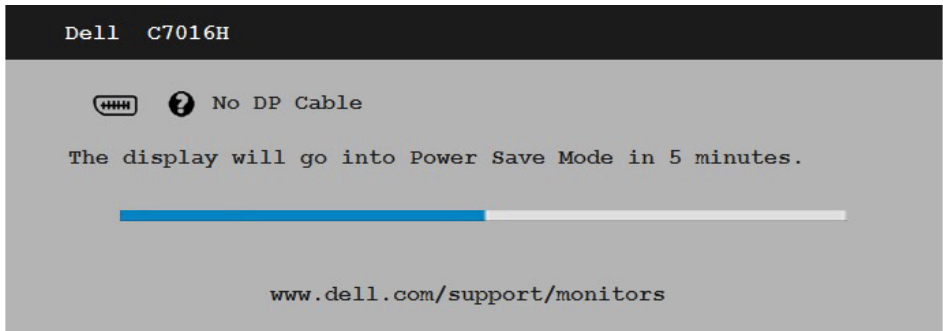 Dell C7016H
No DP Cable
The display will go into Power Save Mode in 5 minutes.
www.dell.com/support/monitors